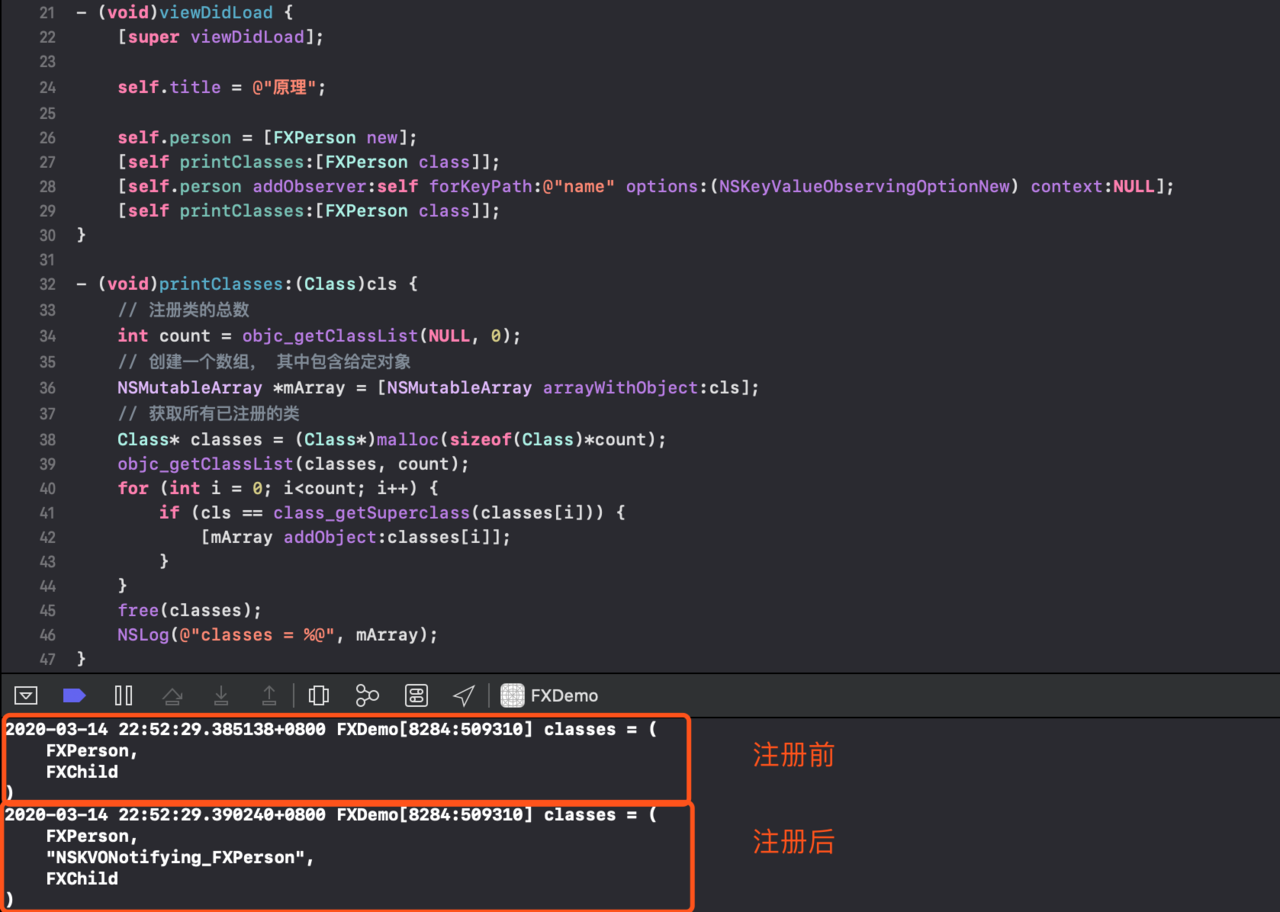 21 - (void)viewDidLoad {
22 [super viewDidLoad];
23
24 self.title = @"原理";
25
26 self.person = [FXPerson new];
27 [self printClasses:[FXPerson class]];
28 [self.person addObserver:self forKeyPath:@"name" options:(NSKeyValueObservingOptionNew) context:NULL];
29 [self printClasses:[FXPerson class]];
30 }
31
32 - (void)printClasses:(Class)cls {
33 // 注册类的总数
34 int count = objc_getClassList(NULL, 0);
35 // 创建一个数组， 其中包含给定对象
36 NSMutableArray *mArray = [NSMutableArray arrayWithObject:cls];
37 // 获取所有已注册的类
38 Class* classes = (Class*)malloc(sizeof(Class)*count);
39 objc_getClassList(classes, count);
40 for (int i = 0; i<count; i++) {
41 if (cls == class_getSuperclass(classes[i])) {
42 [mArray addObject:classes[i]];
43 }
44 }
45 free(classes);
46 NSLog(@"classes = %@", mArray);
47 }
FXDemo
2020-03-14 22:52:29.385138+0800 FXDemo[8284:509310] classes = (
FXPerson,
FXChild
)
注册前
2020-03-14 22:52:29.390240+0800 FXDemo[8284:509310] classes = (
FXPerson,
"NSKVONotifying_FXPerson",
FXChild
)
注册后